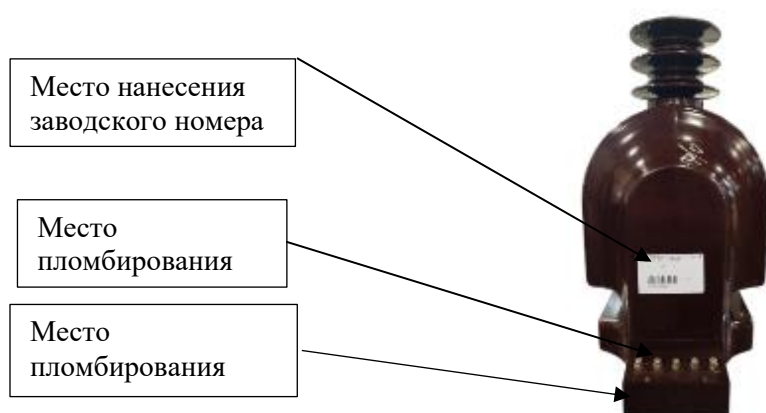 Место нанесения
заводского номера
Место
пломбирования
Место
пломбирования